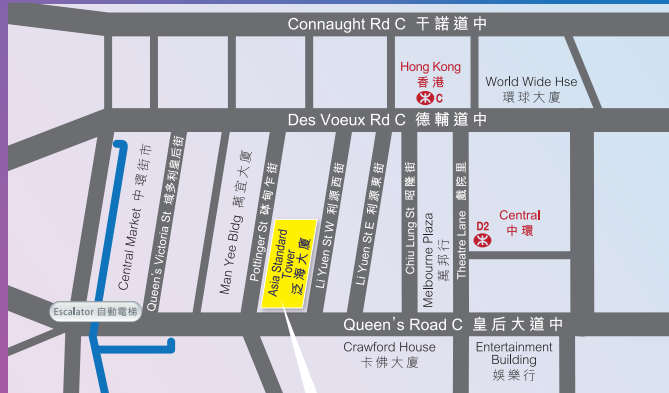 Connaught Rd C 干諾道中
Hong Kong
香港
C
World Wide Hse
環球大廈
Des Voeux Rd C 德輔道中
Central Market 中環街市
Queen's Victoria St 域多利皇后街
Man Yee Bldg 萬宜大廈
Pottinger St 砵甸乍街
Asia Standard
Tower
泛海大廈
Li Yuen St W 利源西街
Li Yuen St E 利源東街
Chiu Lung St 昭隆街
Melbourne Plaza
萬邦行
Theatre Lane 戲院里
D2
Central
中環
Escalator 自動電梯
Queen's Road C 皇后大道中
Crawford House
卡佛大廈
Entertainment
Building
娛樂行